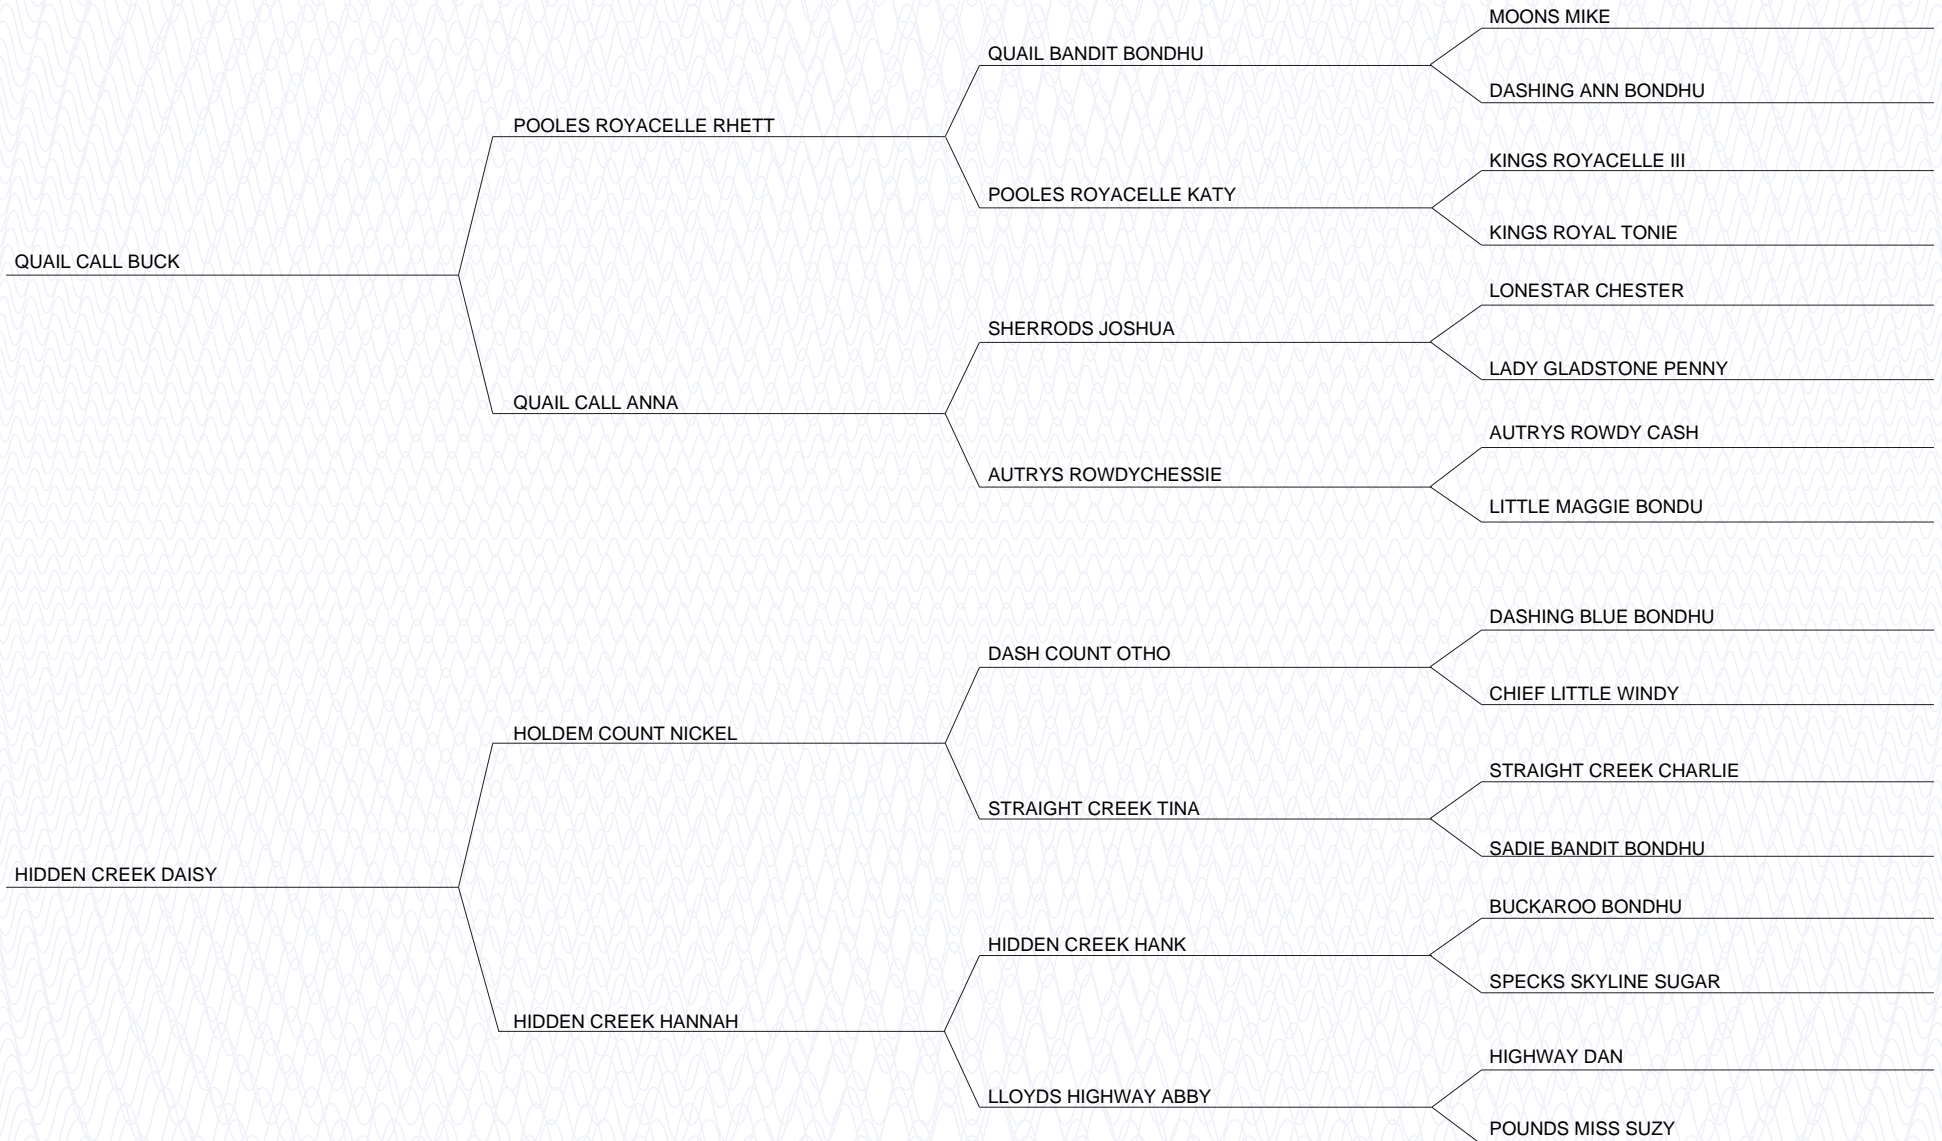 MOONS MIKE
QUAIL BANDIT BONDHU
DASHING ANN BONDHU
POOLES ROYACELLE RHETT
KINGS ROYACELLE III
POOLES ROYACELLE KATY
KINGS ROYAL TONIE
QUAIL CALL BUCK
LONESTAR CHESTER
SHERRODS JOSHUA
LADY GLADSTONE PENNY
QUAIL CALL ANNA
AUTRYS ROWDY CASH
AUTRYS ROWDYCHESSIE
LITTLE MAGGIE BONDU
DASHING BLUE BONDHU
DASH COUNT OTHO
CHIEF LITTLE WINDY
HOLDEM COUNT NICKEL
STRAIGHT CREEK CHARLIE
STRAIGHT CREEK TINA
SADIE BANDIT BONDHU
HIDDEN CREEK DAISY
BUCKAROO BONDHU
HIDDEN CREEK HANK
SPECKS SKYLINE SUGAR
HIDDEN CREEK HANNAH
HIGHWAY DAN
LLOYDS HIGHWAY ABBY
POUNDS MISS SUZY